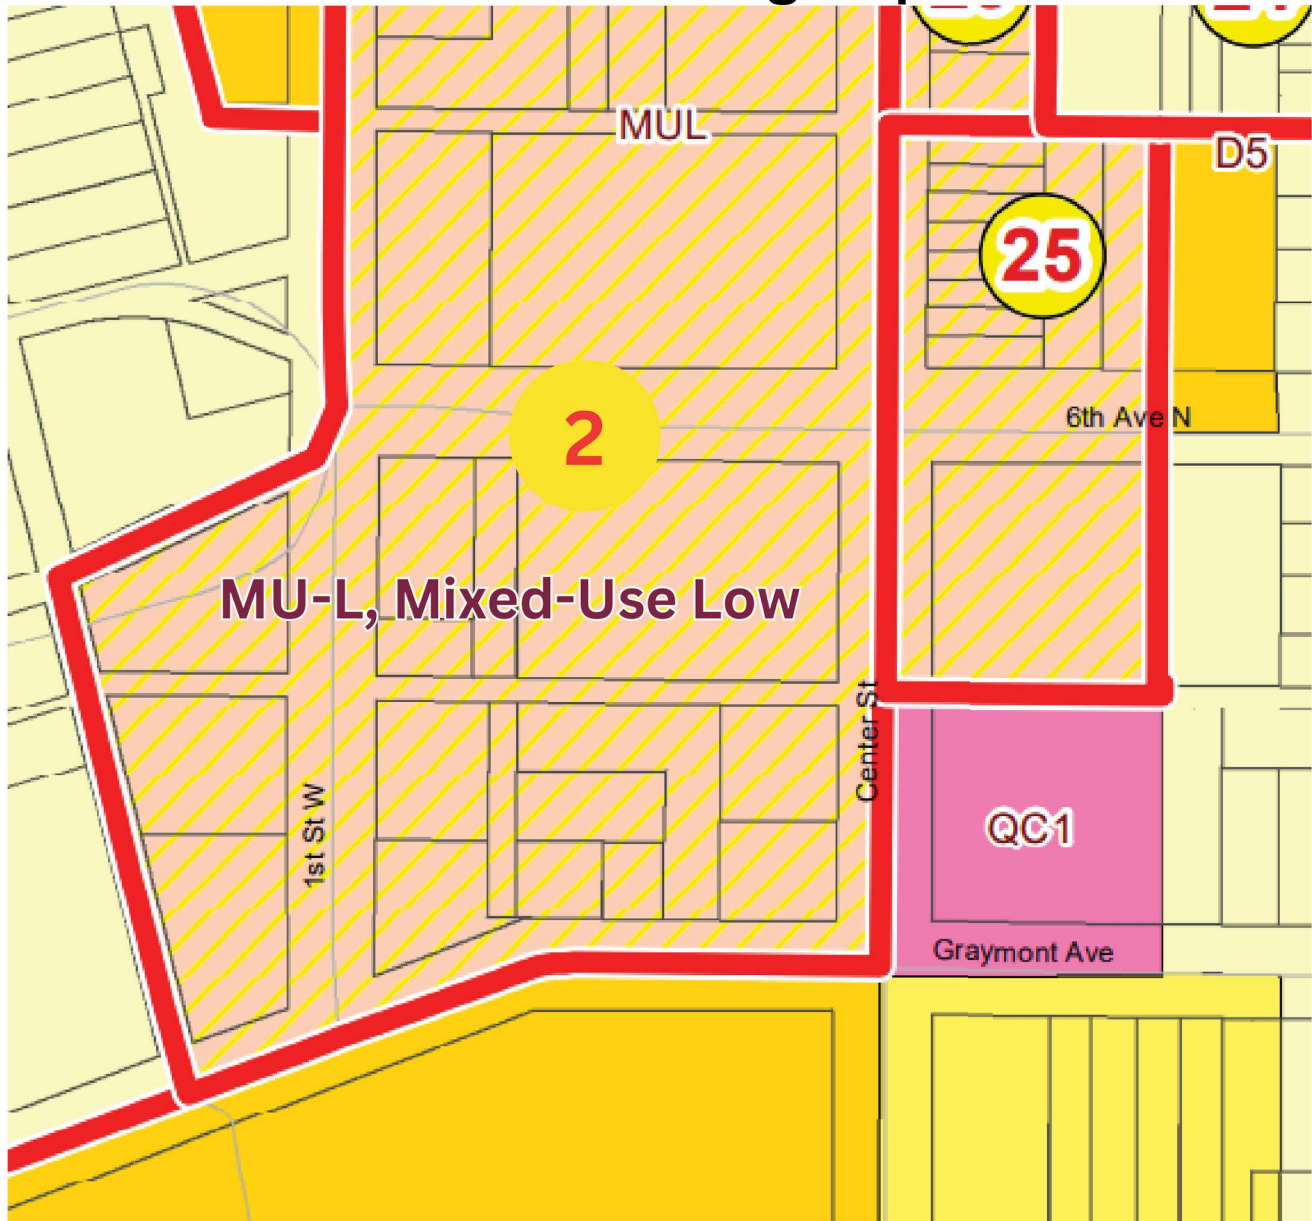 MUL
D5
25
6th Ave N
2
MU-L, Mixed-Use Low
Center St
1st St W
QC1
Graymont Ave